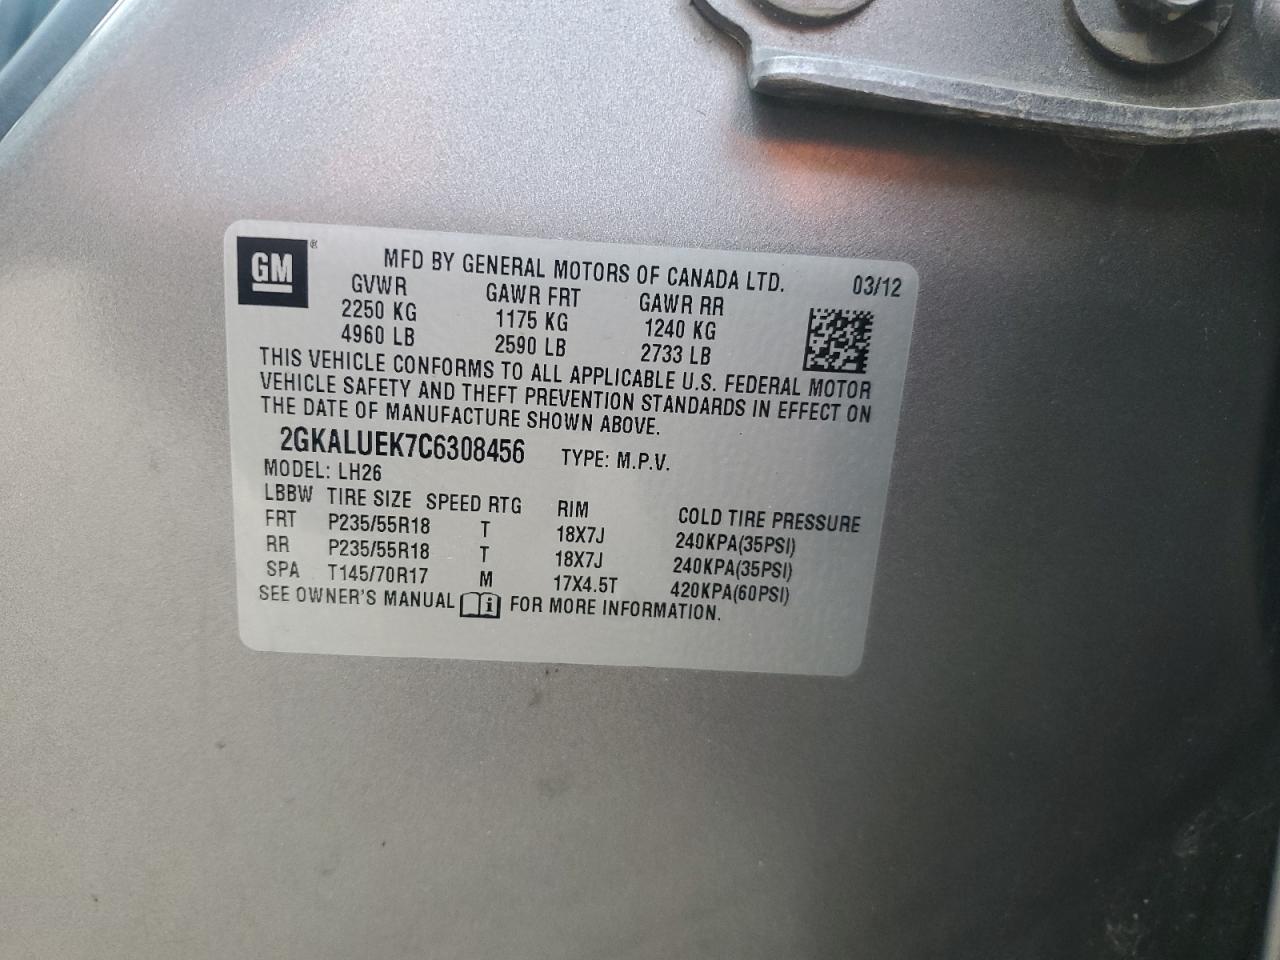 GM ® MFD BY GENERAL MOTORS OF CANADA LTD. 03/12
GVWR GAWR FRT GAWR RR
2250 KG 1175 KG 1240 KG
4960 LB 2590 LB 2733 LB
THIS VEHICLE CONFORMS TO ALL APPLICABLE U.S. FEDERAL MOTOR
VEHICLE SAFETY AND THEFT PREVENTION STANDARDS IN EFFECT ON
THE DATE OF MANUFACTURE SHOWN ABOVE.
2GKALUEK7C6308456 TYPE: M.P.V.
MODEL: LH26
LBBW TIRE SIZE SPEED RTG RIM COLD TIRE PRESSURE
FRT P235/55R18 T 18X7J 240KPA(35PSI)
RR P235/55R18 T 18X7J 240KPA(35PSI)
SPA T145/70R17 M 17X4.5T 420KPA(60PSI)
SEE OWNER'S MANUAL i FOR MORE INFORMATION.